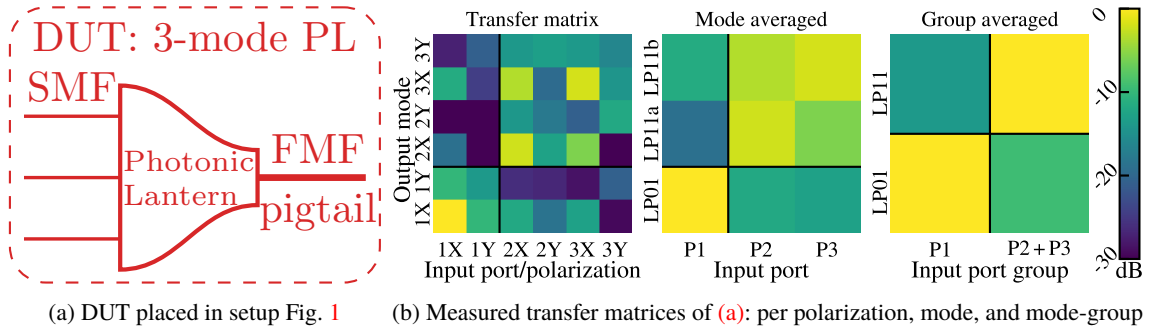 DUT: 3-mode PL
SMF
Photonic
Lantern
FMF
pigtail
(a) DUT placed in setup Fig. 1
Transfer matrix
Output mode
3Y
3X
2Y
2X
1Y
1X
1X 1Y 2X 2Y 3X 3Y
Input port/polarization
Mode averaged
LP11b
LP11a
LP01
P1 P2 P3
Input port
Group averaged
LP11
LP01
P1 P2+P3
Input port group
0
-10
-20
-30
dB
(b) Measured transfer matrices of (a): per polarization, mode, and mode-group